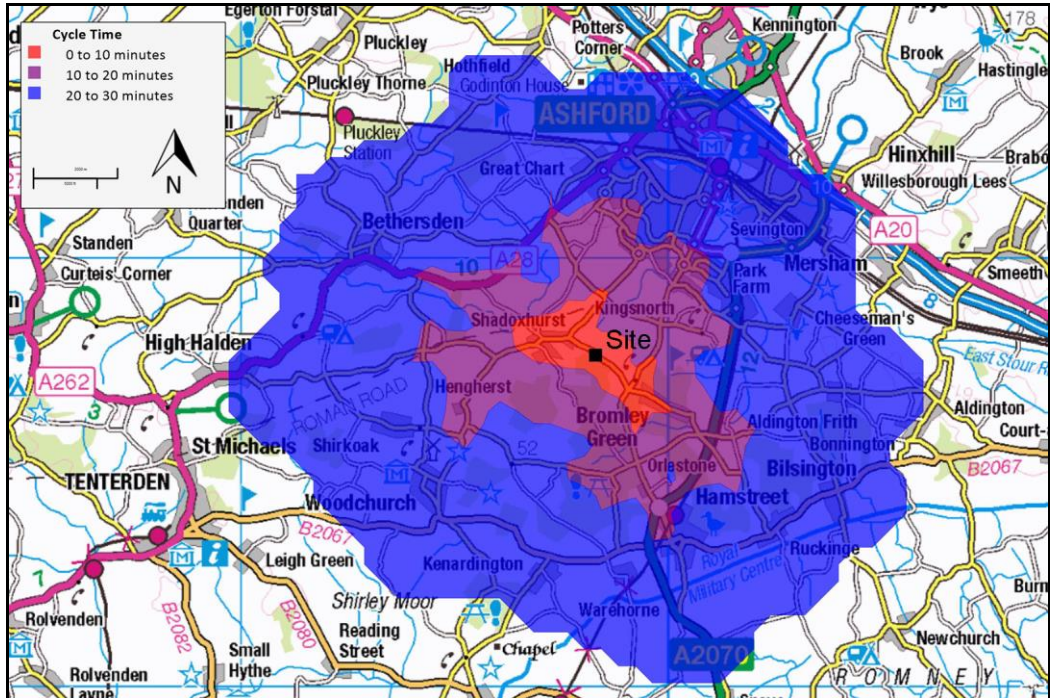 Cycle Time
0 to 10 minutes
10 to 20 minutes
20 to 30 minutes
N
Egerton Forstal
Pluckley
Pluckley Thorne
Pluckley
Station
Hothfield
Godinton House
Potters
Corner
Kennington
178
Brook
Hastingle
ASHFORD
Great Chart
Hinxhill
Brabo
Willesborough Lees
10
A20
Sevington
Mersham
Smeeth
Quarter
Standen
Curteis' Corner
Bethersden
10
A28
Park
Farm
Kingsnorth
Shadoxhurst
Site
Cheeseman's
Green
8
East Stour R
High Halden
A262
3
12
Hengherst
ROMAN ROAD
Bromley
Green
Aldington Frith
Aldington
Bonnington
Court-
B2067
St Michaels
Shirkoak
52
Orlestone
Bilsington
TENTERDEN
Woodchurch
Hamstreet
B2067
Leigh Green
Kenardington
Royal
Military Centre
Ruckinge
7
Rolvenden
B2082
B2080
Shirley Moor
Warehorne
Reading
Street
Chapel
A2070
Newchurch
Burn
Small
Hythe
Rolvenden
Layne
ROMNEY